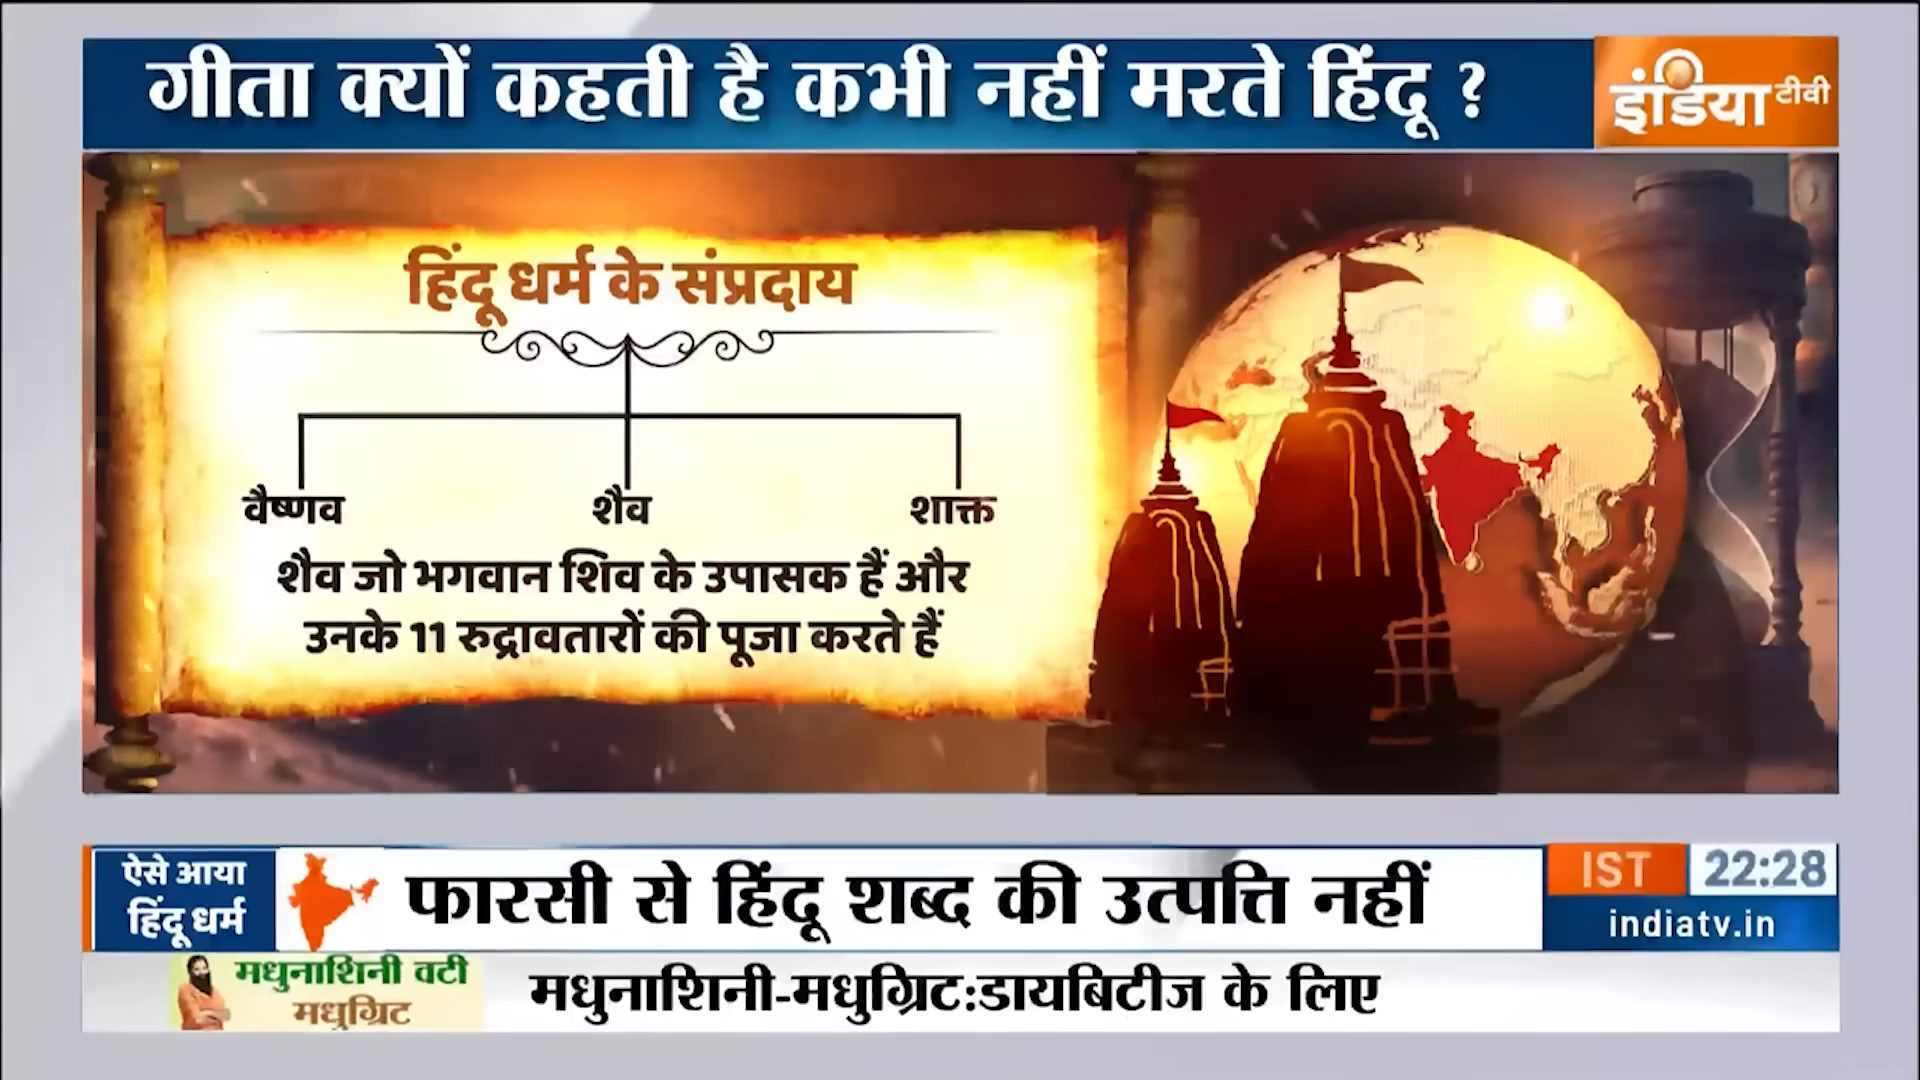 गीता क्यों कहती है कभी नहीं मरते हिंदू ?
इंडिया टीवी
हिंदू धर्म के संप्रदाय
वैष्णव शैव शाक्त
शैव जो भगवान शिव के उपासक हैं और
उनके 11 रुद्रावतारों की पूजा करते हैं
ऐसे आया
हिंदू धर्म
फारसी से हिंदू शब्द की उत्पत्ति नहीं
IST 22:28
indiatv.in
मधुनाशिनी वटी
मधुग्रिट
मधुनाशिनी-मधुग्रिट:डायबिटीज के लिए